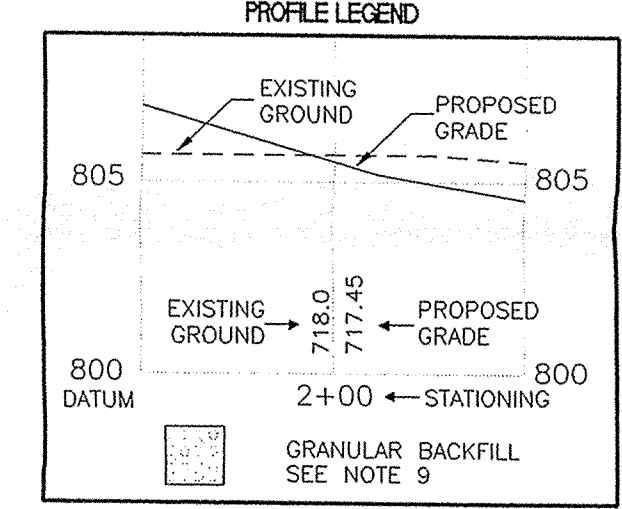 PROFILE LEGEND
EXISTING
GROUND
PROPOSED
GRADE
805
805
EXISTING
GROUND
718.0
717.45
PROPOSED
GRADE
800
800
DATUM
2+00
STATIONING
GRANULAR BACKFILL
SEE NOTE 9